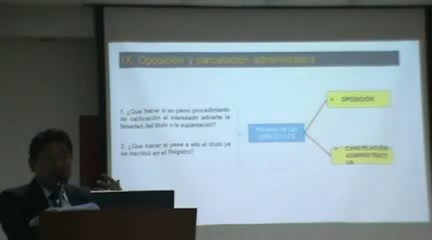 IX. Oposición y cancelación administrativa
1. ¿Qué hacer si en pleno procedimiento
de calificación el interesado advierte la
falsedad del título o la suplantación?
2. ¿Qué hacer si pese a ello el título ya
se inscribió en el Registro?
OPOSICIÓN
CANCELACIÓN
ADMINISTRATI
VA